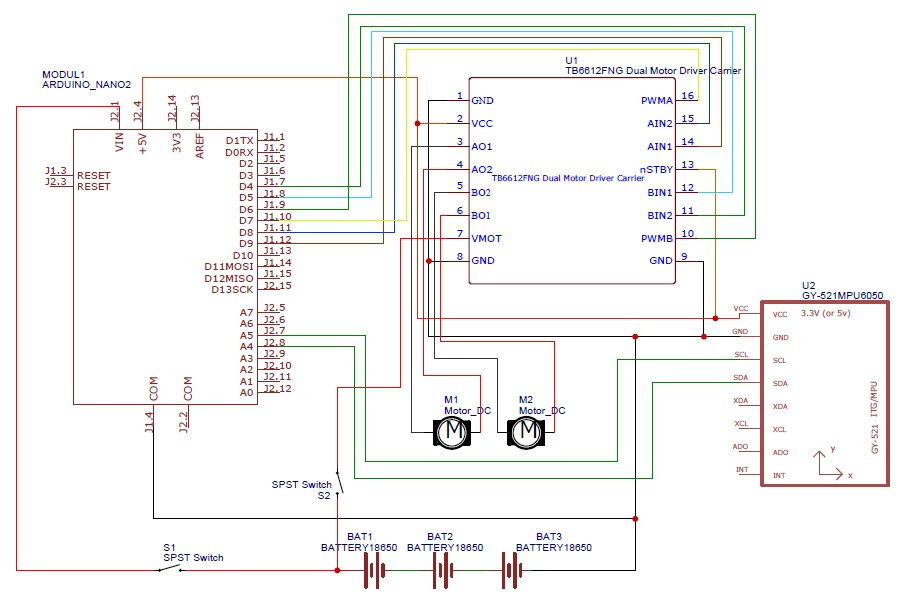 MODUL1
ARDUINO_NANO2
J2.1
J2.4
J2.14
J2.13
VIN
+5V
3V3
AREF
J1.3 RESET
J2.3 RESET
D1TX J1.1
D0RX J1.2
D2 J1.5
D3 J1.6
D4 J1.7
D5 J1.8
D6 J1.9
D7 J1.10
D8 J1.11
D9 J1.12
D10 J1.13
D11MOSI J1.14
D12MISO J1.15
D13SCK J2.15
A7 J2.5
A6 J2.6
A5 J2.7
A4 J2.8
A3 J2.9
A2 J2.10
A1 J2.11
A0 J2.12
COM
COM
J1.4
J2.2
U1
TB6612FNG Dual Motor Driver Carrier
1 GND
2 VCC
3 AO1
4 AO2
5 BO2
6 BO1
7 VMOT
8 GND
TB6612FNG Dual Motor Driver Carrier
PWMA 16
AIN2 15
AIN1 14
nSTBY 13
BIN1 12
BIN2 11
PWMB 10
GND 9
U2
GY-521MPU6050
VCC VCC 3.3V (or 5v)
GND GND
SCL SCL
SDA SDA
XDA XDA
XCL XCL
ADO ADO
INT INT
GY-521 ITG/MPU
y
x
M1
Motor_DC
M
M2
Motor_DC
M
SPST Switch
S2
S1
SPST Switch
BAT1
BATTERY18650
BAT2
BATTERY18650
BAT3
BATTERY18650